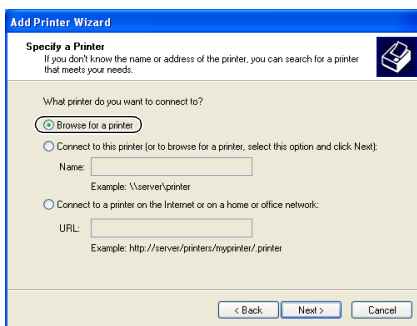 Add Printer Wizard
Specify a Printer
If you don't know the name or address of the printer, you can search for a printer
that meets your needs.
What printer do you want to connect to?
Browse for a printer
Connect to this printer (or to browse for a printer, select this option and click Next):
Name:
Example: \\server\printer
Connect to a printer on the Internet or on a home or office network:
URL:
Example: http://server/printers/myprinter/.printer
< Back Next > Cancel